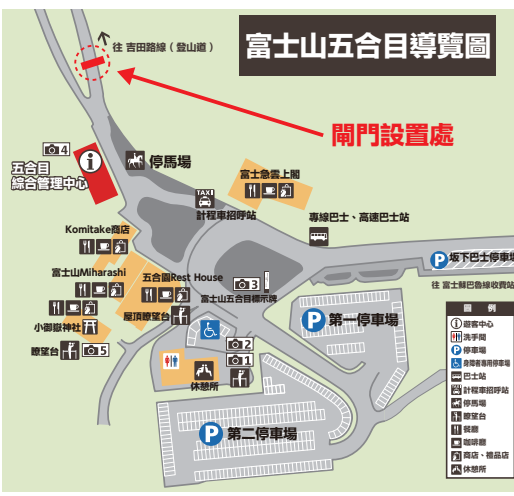 富士山五合目導覽圖
往 吉田路線（登山道）
閘門設置處
4
五合目
綜合管理中心
停馬場
富士急雲上閣
TAXI
計程車招呼站
專線巴士、高速巴士站
Komitake商店
P 坂下巴士停車場
往 富士蘇巴魯線收費站
富士山Miharashi
五合園Rest House
3
富士山五合目標示牌
屋頂瞭望台
小御嶽神社
瞭望台
5
P 第一停車場
2
1
休憩所
P 第二停車場
圖 例
遊客中心
洗手間
P 停車場
身障者專用停車場
巴士站
計程車招呼站
停馬場
瞭望台
餐廳
咖啡廳
商店、禮品店
休憩所